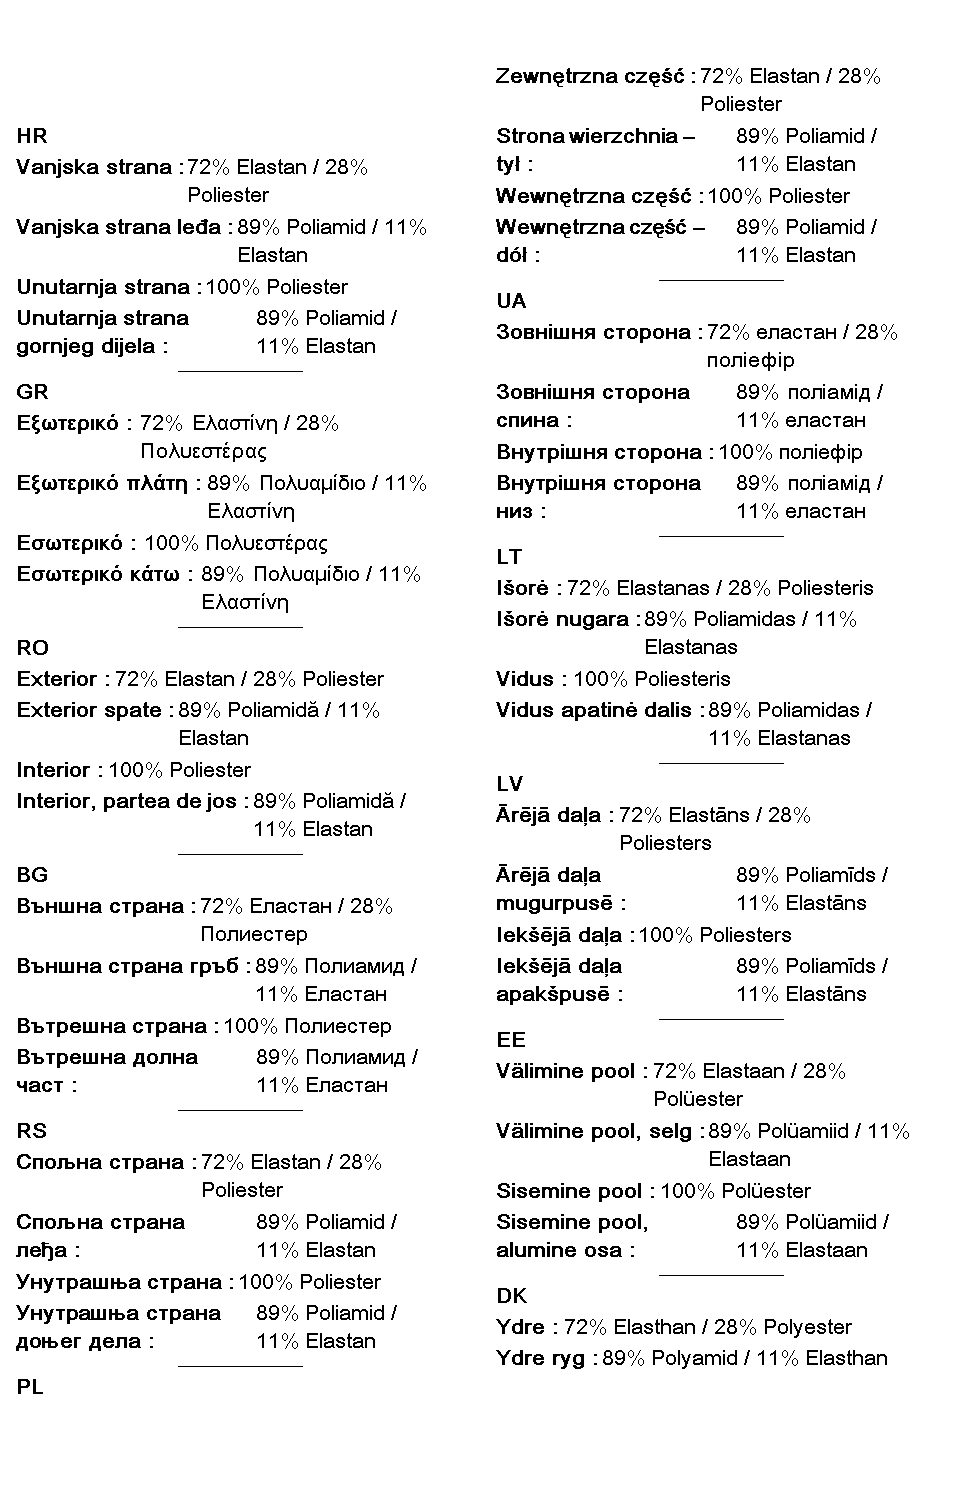 HR
Vanjska strana : 72% Elastan / 28%
Poliester
Vanjska strana leđa : 89% Poliamid / 11%
Elastan
Unutarnja strana : 100% Poliester
Unutarnja strana 89% Poliamid /
gornjeg dijela : 11% Elastan
GR
Εξωτερικό : 72% Ελαστίνη / 28%
Πολυεστέρας
Εξωτερικό πλάτη : 89% Πολυαμίδιο / 11%
Ελαστίνη
Εσωτερικό : 100% Πολυεστέρας
Εσωτερικό κάτω : 89% Πολυαμίδιο / 11%
Ελαστίνη
RO
Exterior : 72% Elastan / 28% Poliester
Exterior spate : 89% Poliamidă / 11%
Elastan
Interior : 100% Poliester
Interior, partea de jos : 89% Poliamidă /
11% Elastan
BG
Външна страна : 72% Еластан / 28%
Полиестер
Външна страна гръб : 89% Полиамид /
11% Еластан
Вътрешна страна : 100% Полиестер
Вътрешна долна 89% Полиамид /
част : 11% Еластан
RS
Спољна страна : 72% Elastan / 28%
Poliester
Спољна страна 89% Poliamid /
леђа : 11% Elastan
Унутрашња страна : 100% Poliester
Унутрашња страна 89% Poliamid /
доњег дела : 11% Elastan
PL
Zewnętrzna część : 72% Elastan / 28%
Poliester
Strona wierzchnia – 89% Poliamid /
tył : 11% Elastan
Wewnętrzna część : 100% Poliester
Wewnętrzna część – 89% Poliamid /
dół : 11% Elastan
UA
Зовнішня сторона : 72% еластан / 28%
поліефір
Зовнішня сторона 89% поліамід /
спина : 11% еластан
Внутрішня сторона : 100% поліефір
Внутрішня сторона 89% поліамід /
низ : 11% еластан
LT
Išorė : 72% Elastanas / 28% Poliesteris
Išorė nugara : 89% Poliamidas / 11%
Elastanas
Vidus : 100% Poliesteris
Vidus apatinė dalis : 89% Poliamidas /
11% Elastanas
LV
Ārējā daļa : 72% Elastāns / 28%
Poliesters
Ārējā daļa 89% Poliamīds /
mugurpusē : 11% Elastāns
Iekšējā daļa : 100% Poliesters
Iekšējā daļa 89% Poliamīds /
apakšpusē : 11% Elastāns
EE
Välimine pool : 72% Elastaan / 28%
Polüester
Välimine pool, selg : 89% Polüamiid / 11%
Elastaan
Sisemine pool : 100% Polüester
Sisemine pool, 89% Polüamiid /
alumine osa : 11% Elastaan
DK
Ydre : 72% Elasthan / 28% Polyester
Ydre ryg : 89% Polyamid / 11% Elasthan